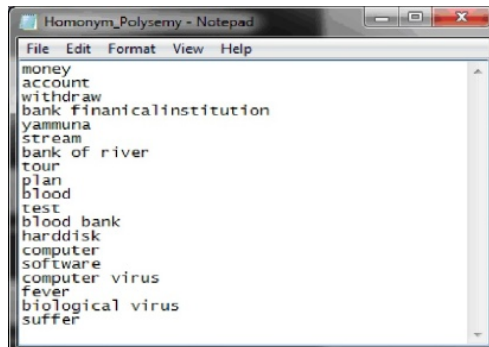 Homonym_Polysemy - Notepad
File Edit Format View Help
money
account
withdraw
bank finanicalinstitution
yammuna
stream
bank of river
tour
plan
blood
test
blood bank
harddisk
computer
software
computer virus
fever
biological virus
suffer